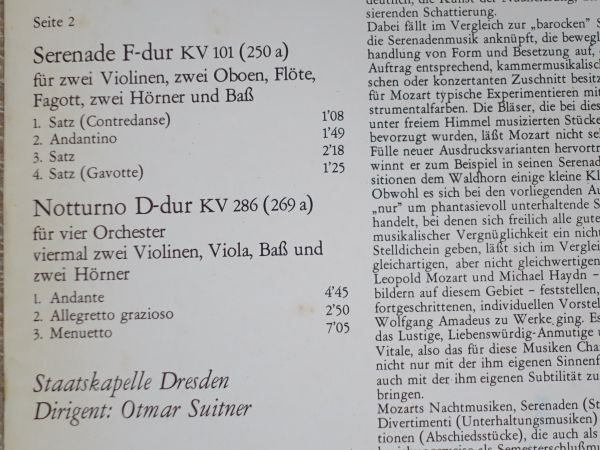 Seite 2
Serenade F-dur KV 101 (250 a)
für zwei Violinen, zwei Oboen, Flöte,
Fagott, zwei Hörner und Baß
1. Satz (Contredanse) 1'08
2. Andantino 1'49
3. Satz 2'18
4. Satz (Gavotte) 1'25
Notturno D-dur KV 286 (269 a)
für vier Orchester
viermal zwei Violinen, Viola, Baß und
zwei Hörner
1. Andante 4'45
2. Allegretto grazioso 2'50
3. Menuetto 7'05
Staatskapelle Dresden
Dirigent: Otmar Suitner
sierenden Schattierung.
Dabei fällt im Vergleich zur „barocken"
die Serenadenmusik anknüpft, die beweg
handlung von Form und Besetzung auf,
Auftrag entsprechend, kammermusikalisch
schen oder konzertanten Zuschnitt besitz
für Mozart typische Experimentieren mit
strumentalfarben. Die Bläser, die bei dies
unter freiem Himmel musizierten Stücke
bevorzugt wurden, läßt Mozart nicht se
Fülle neuer Ausdrucksvarianten hervortr
winnt er zum Beispiel in seinen Serenad
sitionen dem Waldhorn einige kleine Kl
Obwohl es sich bei den vorliegenden Au
„nur" um phantasievoll unterhaltende S
handelt, bei denen sich freilich alle gute
musikalischer Vergnüglichkeit ein nicht
Stelldichein geben, läßt sich im Vergleic
gleichartigen, aber nicht gleichwertigen
Leopold Mozart und Michael Haydn –
bildern auf diesem Gebiet – feststellen,
fortgeschrittenen, individuellen Vorstel
Wolfgang Amadeus zu Werke ging. Es
das Lustige, Liebenswürdig-Anmutige u
Vitale, also das für diese Musiken Cha
nicht nur mit der ihm eigenen Sinnenf
auch mit der ihm eigenen Subtilität zu
bringen.
Mozarts Nachtmusiken, Serenaden (St
Divertimenti (Unterhaltungsmusiken)
tionen (Abschiedsstücke), die auch als